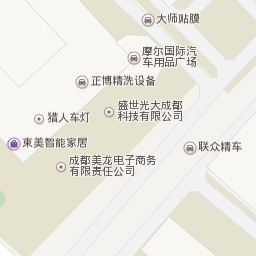 大师贴膜
摩尔国际汽
车用品广场
正博精洗设备
盛世光大成都
科技有限公司
猎人车灯
東美智能家居
联众精车
成都美龙电子商务
有限责任公司